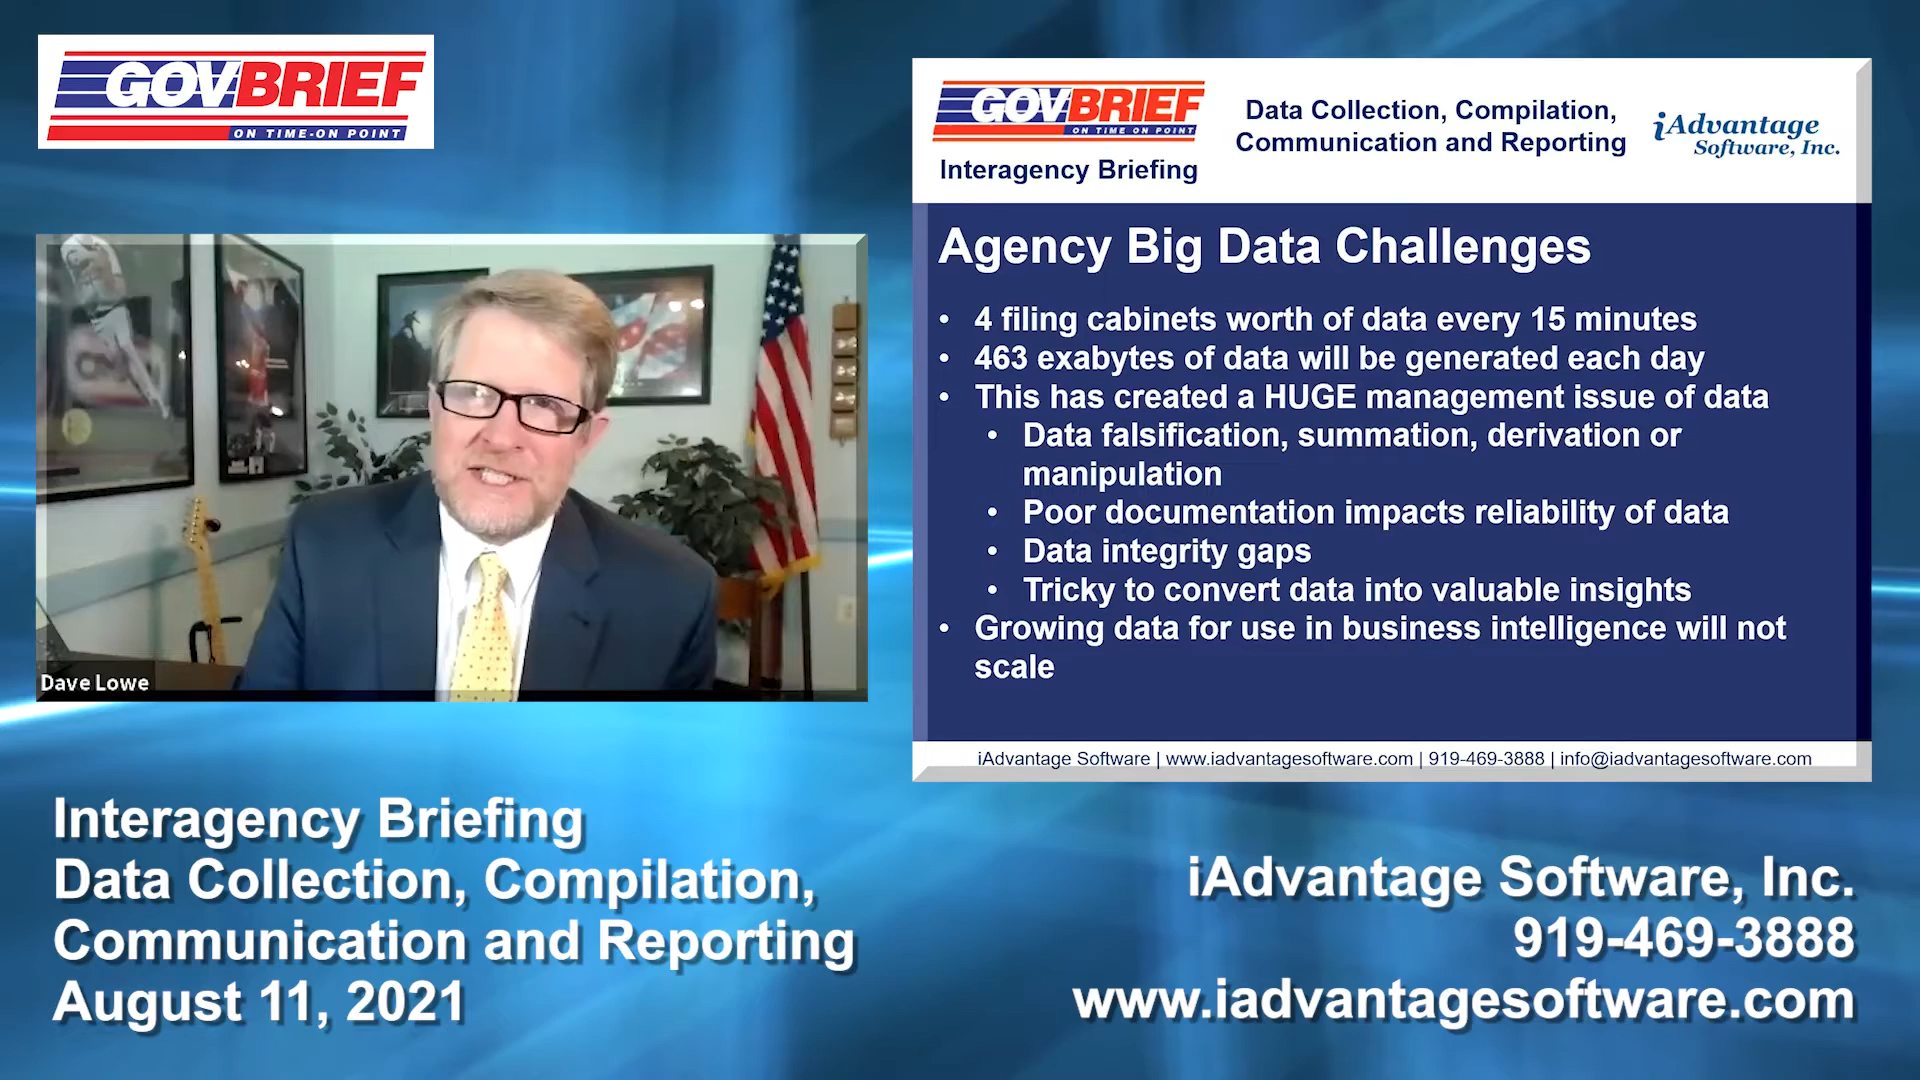 GOVBRIEF
ON TIME-ON POINT
Dave Lowe
GOVBRIEF
ON TIME-ON POINT
Interagency Briefing
Data Collection, Compilation,
Communication and Reporting
iAdvantage
Software, Inc.
Agency Big Data Challenges
• 4 filing cabinets worth of data every 15 minutes
• 463 exabytes of data will be generated each day
• This has created a HUGE management issue of data
• Data falsification, summation, derivation or
manipulation
• Poor documentation impacts reliability of data
• Data integrity gaps
• Tricky to convert data into valuable insights
• Growing data for use in business intelligence will not
scale
iAdvantage Software | www.iadvantagesoftware.com | 919-469-3888 | info@iadvantagesoftware.com
Interagency Briefing
Data Collection, Compilation,
Communication and Reporting
August 11, 2021
iAdvantage Software, Inc.
919-469-3888
www.iadvantagesoftware.com